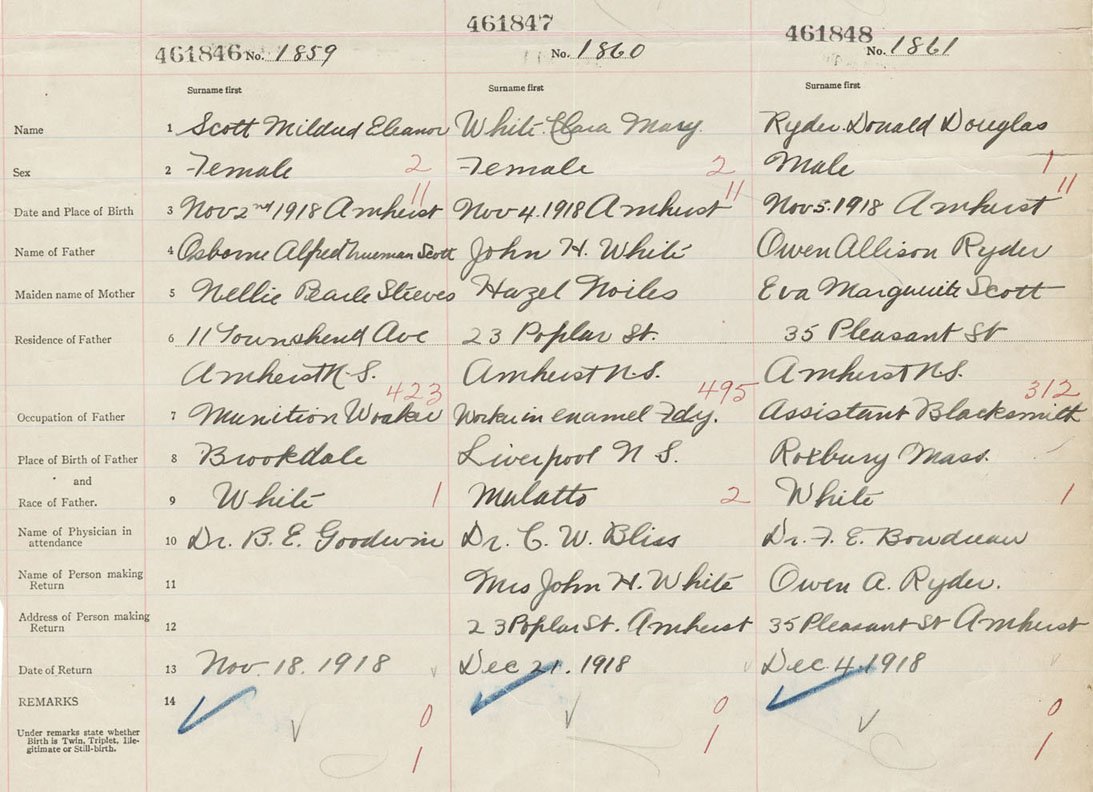 461846 No. 1859 461847 No. 1860 461848 No. 1861
Surname first Surname first Surname first
Name 1 Scott Mildred Eleanor White Clara Mary. Ryder. Donald Douglas
Sex 2 Female 2 Female 2 Male 1
11 11 11
Date and Place of Birth 3 Nov 2nd 1918 Amherst Nov 4. 1918 Amherst Nov 5. 1918 Amherst
Name of Father 4 Osborne Alfred Trueman Scott John H. White Owen Allison Ryder
Maiden name of Mother 5 Nellie Pearle Steeves Hazel Noiles Eva Marguerite Scott
Residence of Father 6 11 Townshend Ave 23 Poplar St. 35 Pleasant St
Amherst N.S. Amherst N.S. Amherst N.S.
423 495 312
Occupation of Father 7 Munition Worker Worker in enamel Fdy. Assistant Blacksmith
Place of Birth of Father 8 Brookdale Liverpool N S. Roxbury Mass.
and
Race of Father. 9 White 1 Mulatto 2 White 1
Name of Physician in
attendance 10 Dr. B. E. Goodwin Dr. C. W. Bliss Dr. F. E. Boudreau
Name of Person making
Return 11 Mrs John H. White Owen A. Ryder.
Address of Person making
Return 12 23 Poplar St. Amherst 35 Pleasant St Amherst
Date of Return 13 Nov. 18. 1918 Dec 21. 1918 Dec. 4. 1918
REMARKS 14 0 0 0
Under remarks state whether
Birth is Twin, Triplet, Ille-
gitimate or Still-birth. 1 1 1